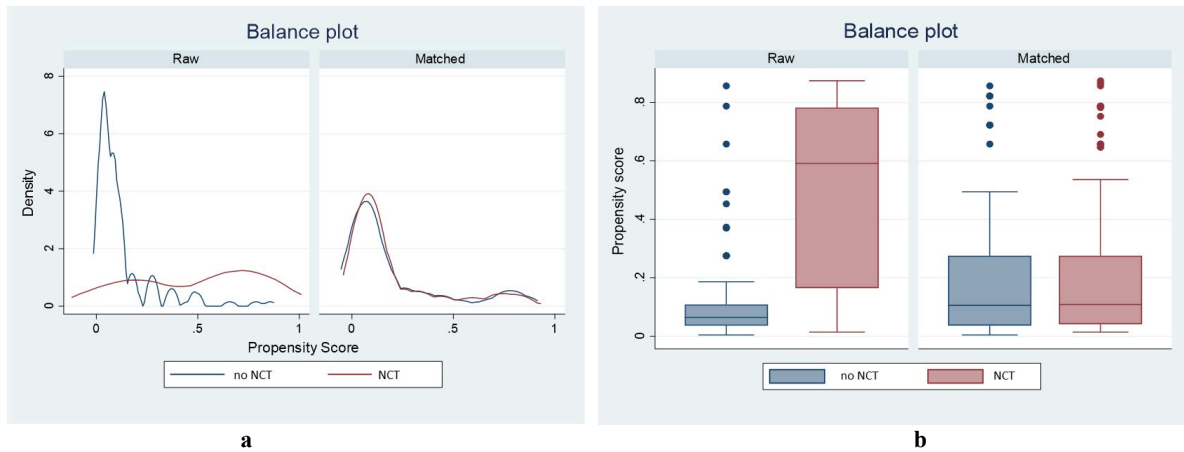 Balance plot
Raw
Matched
8
6
4
2
0
Density
0
.5
1
0
.5
1
Propensity Score
no NCT
NCT
a
Balance plot
Raw
Matched
.8
.6
.4
.2
0
Propensity score
no NCT
NCT
b